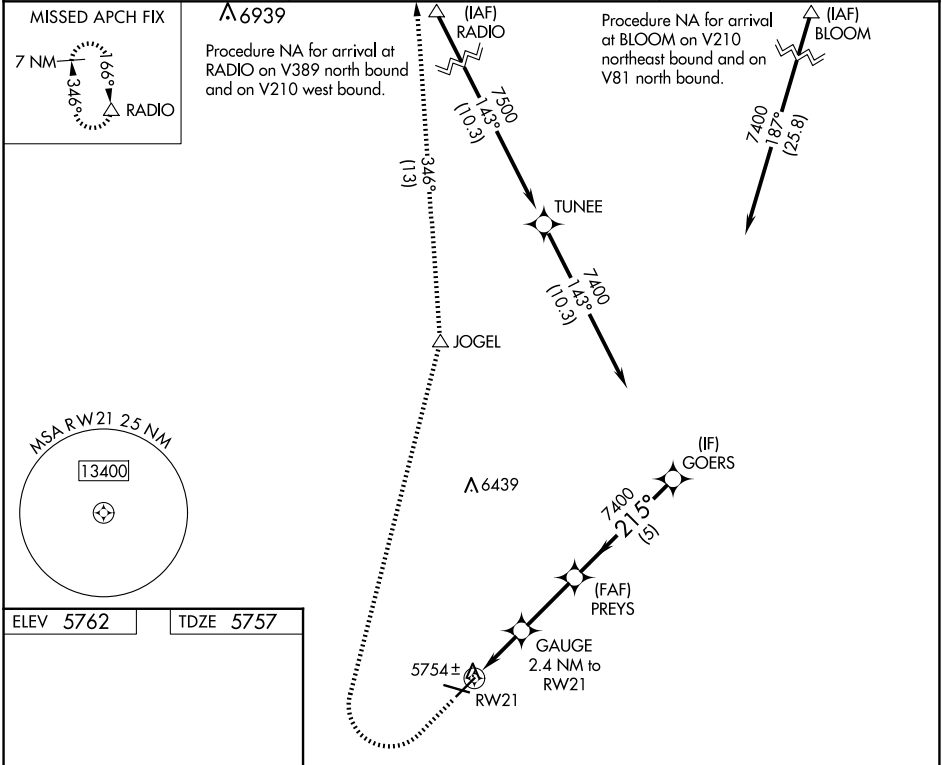 MISSED APCH FIX
7 NM
166°
346°
RADIO
6939
Procedure NA for arrival at
RADIO on V389 north bound
and on V210 west bound.
(IAF)
RADIO
Procedure NA for arrival
at BLOOM on V210
northeast bound and on
V81 north bound.
(IAF)
BLOOM
7500
143°
(10.3)
7400
187°
(25.8)
346°
(13)
TUNEE
7400
143°
(10.3)
JOGEL
MSA RW21 25 NM
13400
6439
(IF)
GOERS
7400
215°
(5)
(FAF)
PREYS
GAUGE
2.4 NM to
RW21
5754±
RW21
ELEV 5762
TDZE 5757